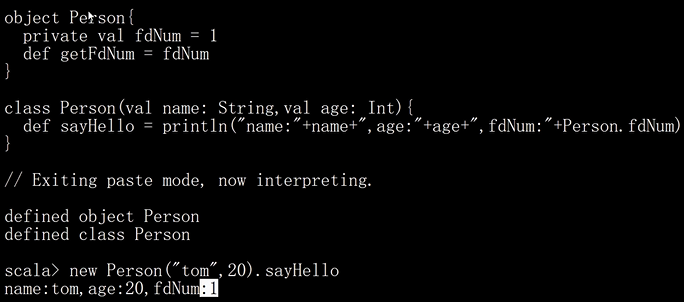 object Person{
  private val fdNum = 1
  def getFdNum = fdNum
}
class Person(val name: String,val age: Int){
  def sayHello = println("name:"+name+",age:"+age+",fdNum:"+Person.fdNum)
}
// Exiting paste mode, now interpreting.
defined object Person
defined class Person
scala> new Person("tom",20).sayHello
name:tom,age:20,fdNum:1